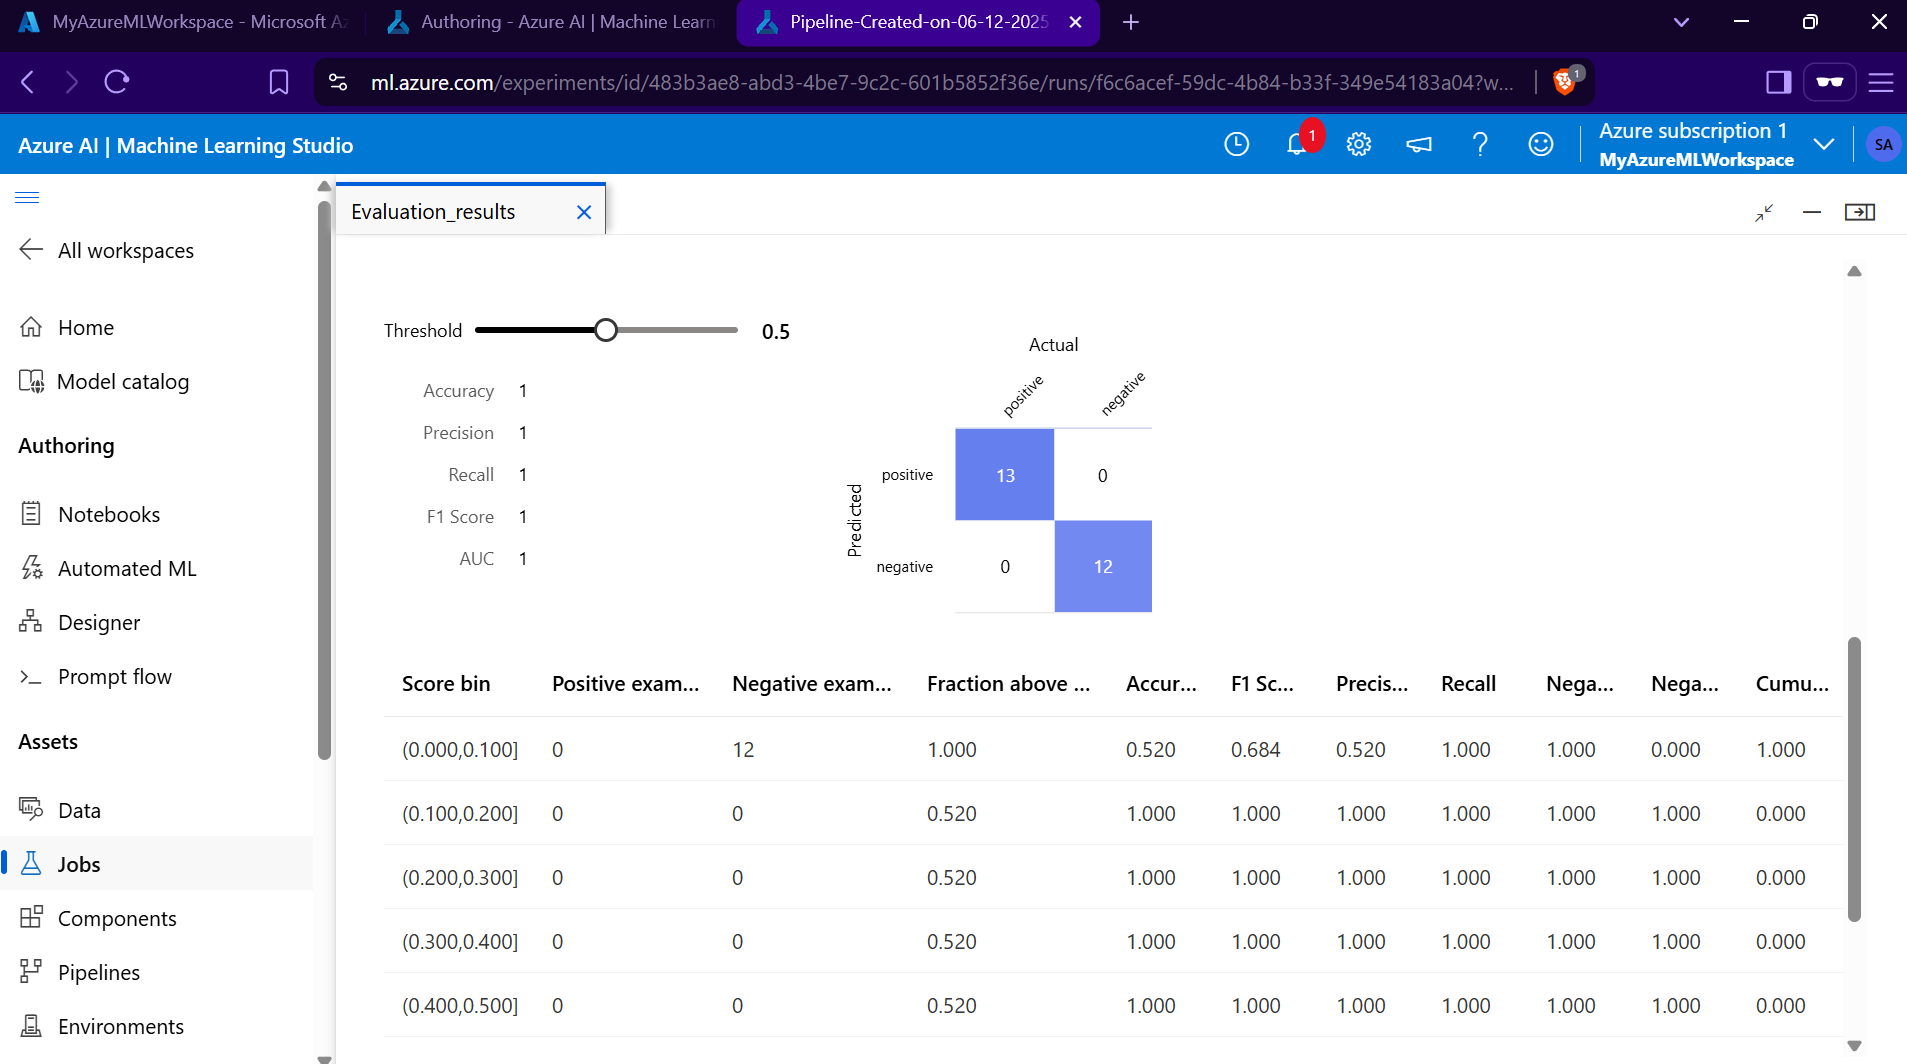 MyAzureMLWorkspace - Microsoft Az
Authoring - Azure AI | Machine Learn
Pipeline-Created-on-06-12-2025
ml.azure.com/experiments/id/483b3ae8-abd3-4be7-9c2c-601b5852f36e/runs/f6c6acef-59dc-4b84-b33f-349e54183a04?w...
1
Azure AI | Machine Learning Studio
1
Azure subscription 1
MyAzureMLWorkspace
SA
All workspaces
Home
Model catalog
Authoring
Notebooks
Automated ML
Designer
Prompt flow
Assets
Data
Jobs
Components
Pipelines
Environments
Evaluation_results
Threshold 0.5
Accuracy 1
Precision 1
Recall 1
F1 Score 1
AUC 1
Actual
positive negative
Predicted
positive 13 0
negative 0 12
Score bin Positive exam... Negative exam... Fraction above ... Accur... F1 Sc... Precis... Recall Nega... Nega... Cumu...
(0.000,0.100] 0 12 1.000 0.520 0.684 0.520 1.000 1.000 0.000 1.000
(0.100,0.200] 0 0 0.520 1.000 1.000 1.000 1.000 1.000 1.000 0.000
(0.200,0.300] 0 0 0.520 1.000 1.000 1.000 1.000 1.000 1.000 0.000
(0.300,0.400] 0 0 0.520 1.000 1.000 1.000 1.000 1.000 1.000 0.000
(0.400,0.500] 0 0 0.520 1.000 1.000 1.000 1.000 1.000 1.000 0.000